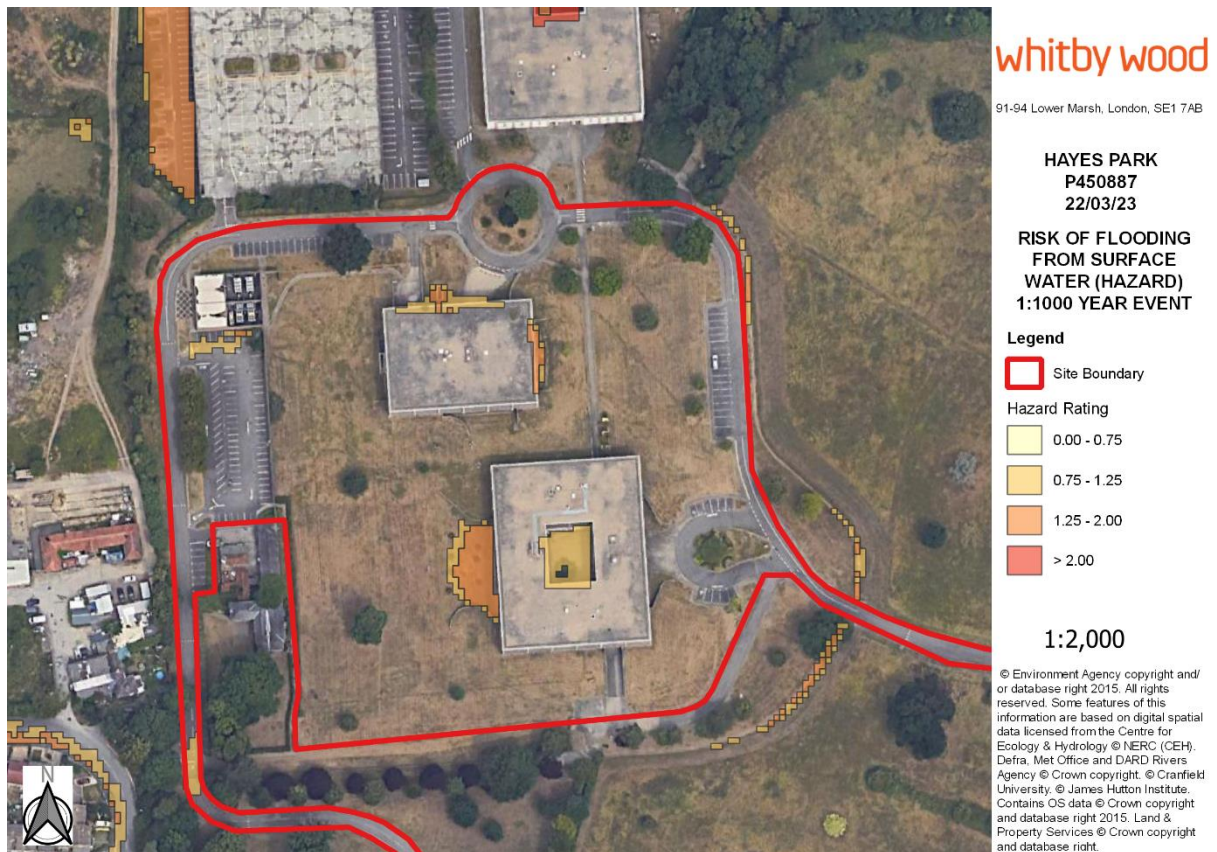 whitby wood
91-94 Lower Marsh, London, SE1 7AB
HAYES PARK
P450887
22/03/23
RISK OF FLOODING
FROM SURFACE
WATER (HAZARD)
1:1000 YEAR EVENT
Legend
Site Boundary
Hazard Rating
0.00 - 0.75
0.75 - 1.25
1.25 - 2.00
> 2.00
1:2,000
© Environment Agency copyright and/
or database right 2015. All rights
reserved. Some features of this
information are based on digital spatial
data licensed from the Centre for
Ecology & Hydrology © NERC (CEH).
Defra, Met Office and DARD Rivers
Agency © Crown copyright. © Cranfield
University. © James Hutton Institute.
Contains OS data © Crown copyright
and database right 2015. Land &
Property Services © Crown copyright
and database right.
N